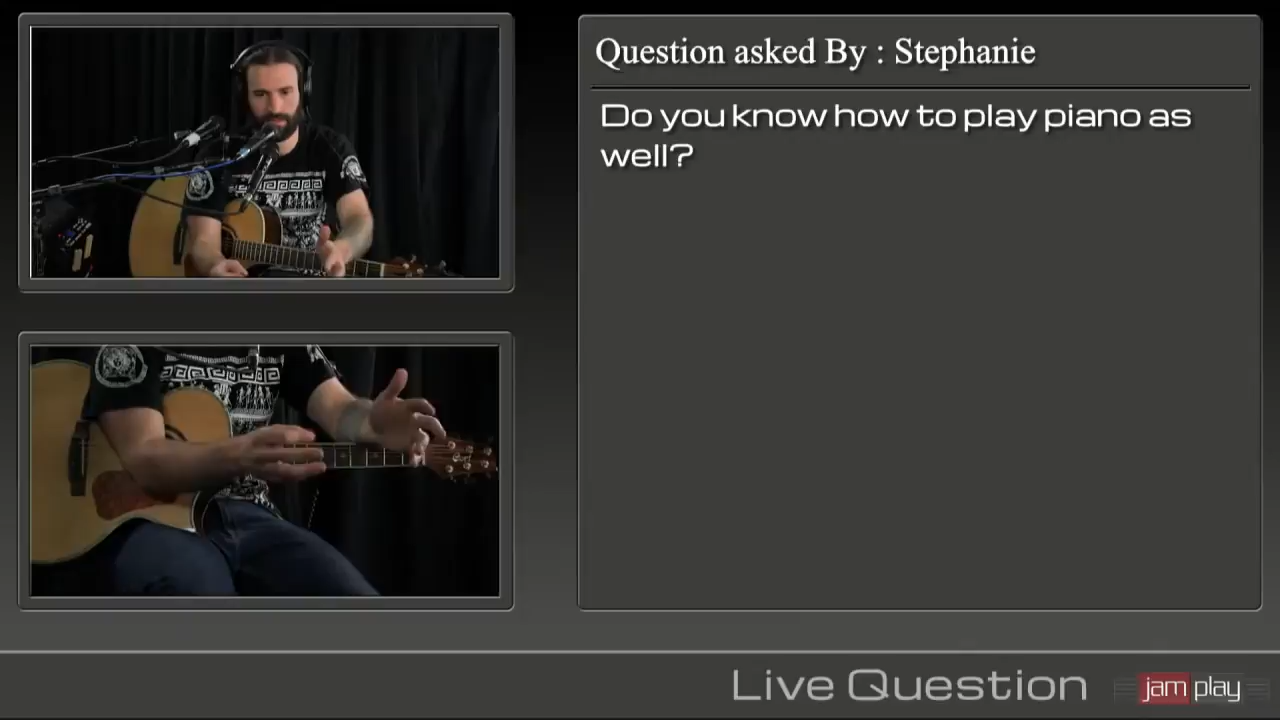 Question asked By : Stephanie
Do you know how to play piano as
well?
Live Question
jam play